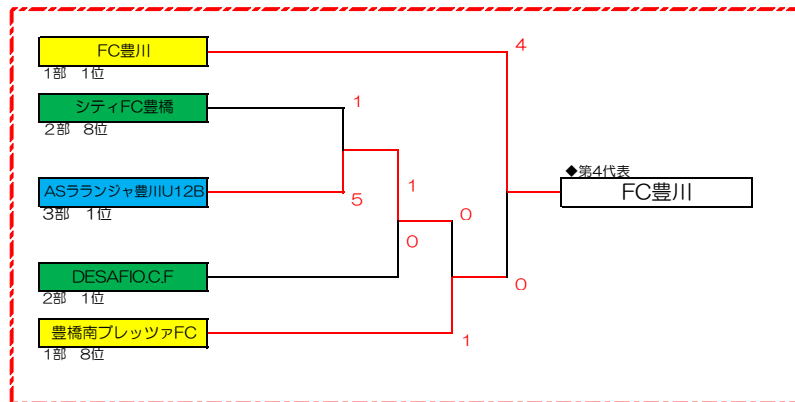 FC豊川
4
1部 1位
シティFC豊橋
1
2部 8位
◆第4代表
FC豊川
ASラランジャ豊川U12B
1
5
3部 1位
0
0
DESAFIO.C.F
0
2部 1位
豊橋南プレッツァFC
1
1部 8位